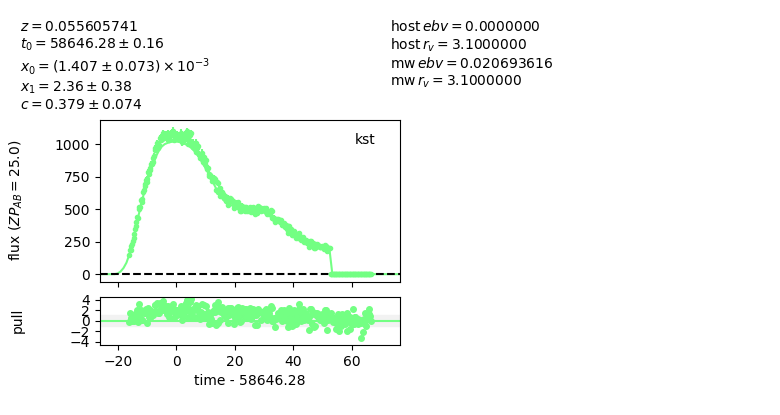 z = 0.055605741
t₀ = 58646.28 ± 0.16
x₀ = (1.407 ± 0.073) × 10⁻³
x₁ = 2.36 ± 0.38
c = 0.379 ± 0.074
host ebv = 0.0000000
host r_v = 3.1000000
mw ebv = 0.020693616
mw r_v = 3.1000000
kst
flux (ZP_AB = 25.0)
1000
750
500
250
0
pull
4
2
0
−2
−4
−20 0 20 40 60
time - 58646.28